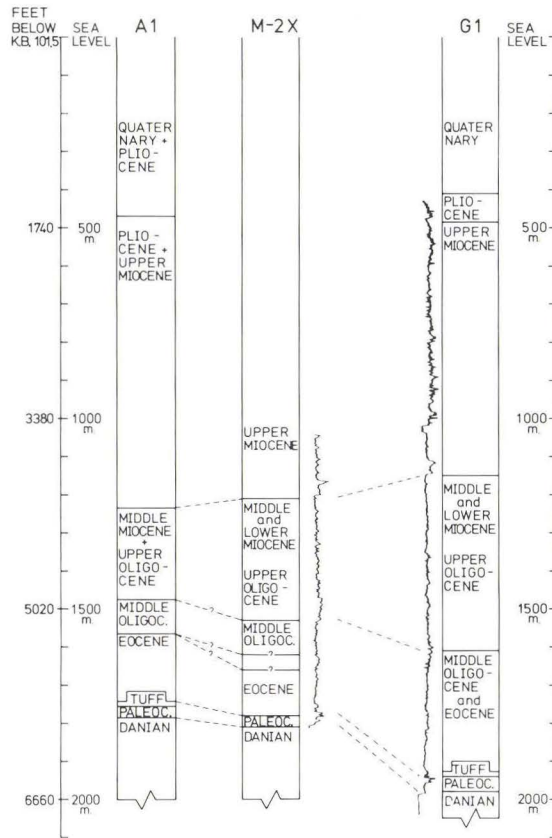 FEET
BELOW
K.B. 101,5
SEA
LEVEL
A1
M-2X
G1
SEA
LEVEL
1740
3380
5020
6660
500
m.
1000
m.
1500
m.
2000
m.
QUATER
NARY +
PLIO -
CENE
PLIO -
CENE +
UPPER
MIOCENE
MIDDLE
MIOCENE
+
UPPER
OLIGO-
CENE
MIDDLE
OLIGOC.
EOCENE
TUFF
PALEOC.
DANIAN
?
?
?
UPPER
MIOCENE
MIDDLE
and
LOWER
MIOCENE
UPPER
OLIGO-
CENE
MIDDLE
OLIGOC.
?
?
EOCENE
PALEOC.
DANIAN
QUATER
NARY
PLIO -
CENE
UPPER
MIOCENE
MIDDLE
and
LOWER
MIOCENE
UPPER
OLIGO-
CENE
MIDDLE
OLIGO-
CENE
and
EOCENE
TUFF
PALEOC.
DANIAN
500
m.
1000
m.
1500
m.
2000
m.